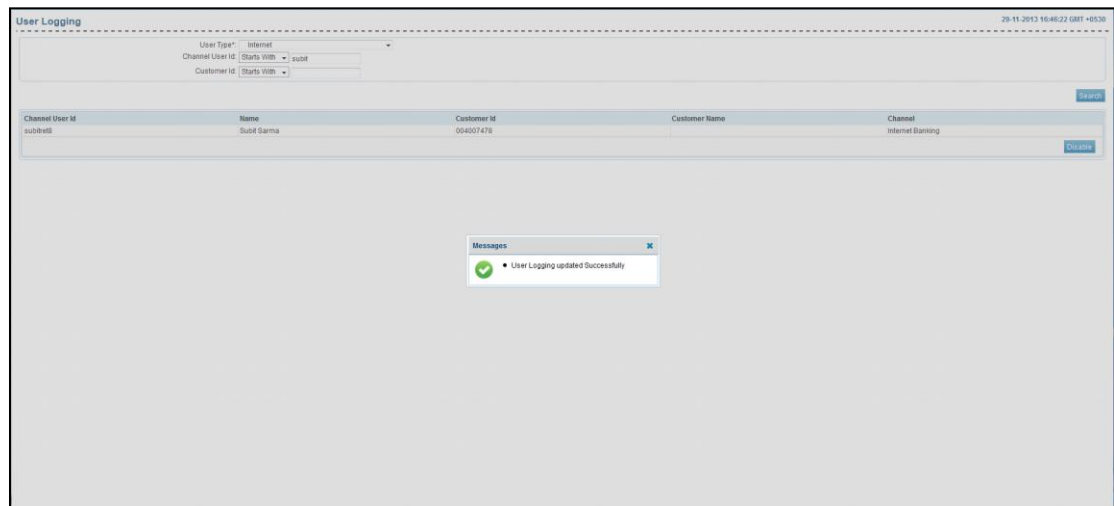 User Logging
29-11-2013 16:46:22 GMT +0530
User Type*: Internet
Channel User Id: Starts With subit
Customer Id: Starts With
Search
Channel User Id Name Customer Id Customer Name Channel
subitret8 Subit Sarma 004007478 Internet Banking
Disable
Messages
User Logging updated Successfully